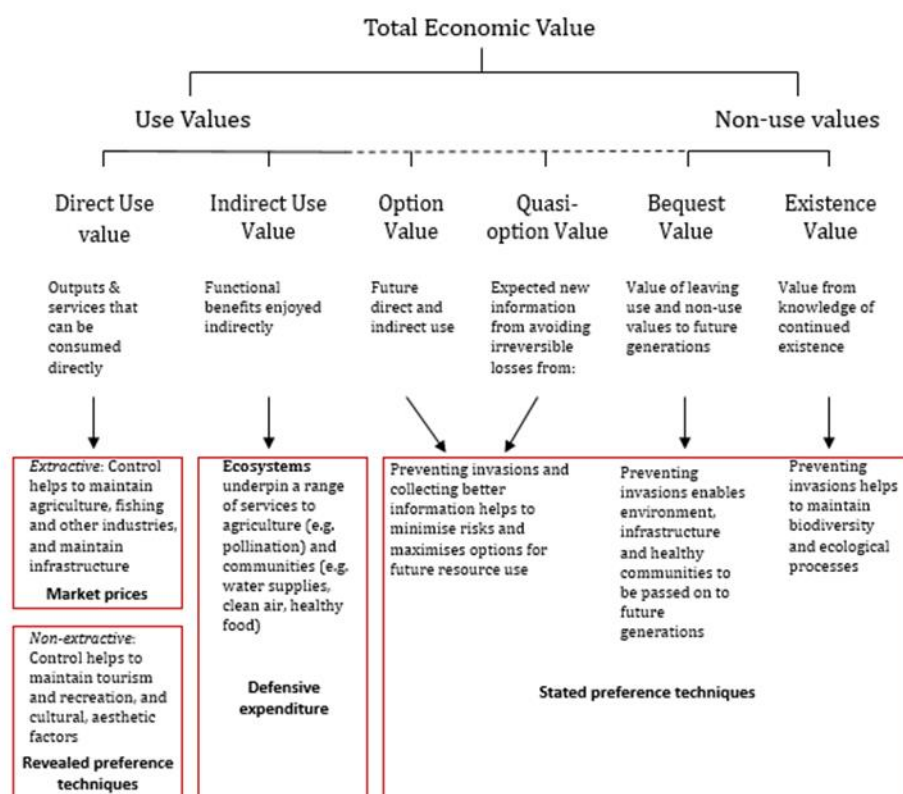 Total Economic Value
Use Values
Non-use values
Direct Use
value
Indirect Use
Value
Option
Value
Quasi-
option Value
Bequest
Value
Existence
Value
Outputs &
services that
can be
consumed
directly
Functional
benefits enjoyed
indirectly
Future
direct and
indirect use
Expected new
information
from avoiding
irreversible
losses from:
Value of leaving
use and non-use
values to future
generations
Value from
knowledge of
continued
existence
Extractive: Control
helps to maintain
agriculture, fishing
and other industries,
and maintain
infrastructure
Market prices
Non-extractive:
Control helps to
maintain tourism
and recreation, and
cultural, aesthetic
factors
Revealed preference
techniques
Ecosystems
underpin a range
of services to
agriculture (e.g.
pollination) and
communities (e.g.
water supplies,
clean air, healthy
food)
Defensive
expenditure
Preventing invasions and
collecting better
information helps to
minimise risks and
maximises options for
future resource use
Preventing
invasions enables
environment,
infrastructure
and healthy
communities to
be passed on to
future
generations
Preventing
invasions helps
to maintain
biodiversity
and ecological
processes
Stated preference techniques